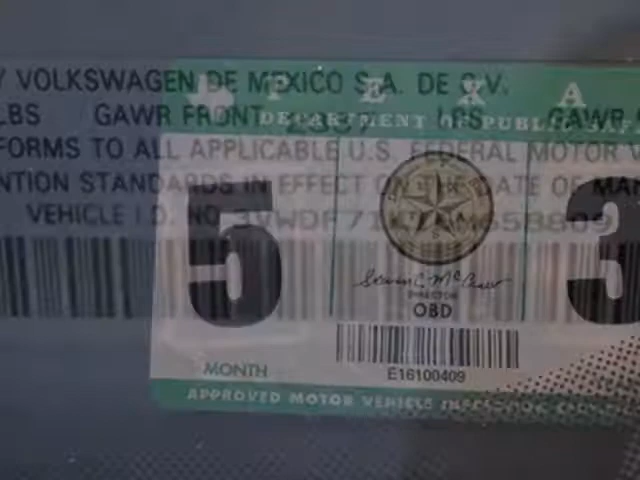 VOLKSWAGEN DE MEXICO S.A. DE C.V.
LBS GAWR FRONT LBS GAWR
T E X A
DEPARTMENT OF PUBLIC SAF
FORMS TO ALL APPLICABLE U.S. FEDERAL MOTOR V
NTION STANDARDS IN EFFECT ON THE DATE OF MAN
VEHICLE I.D. NO.
5 3
DIRECTOR
OBD
MONTH
E16100409
APPROVED MOTOR VEHICLE INSPECTION